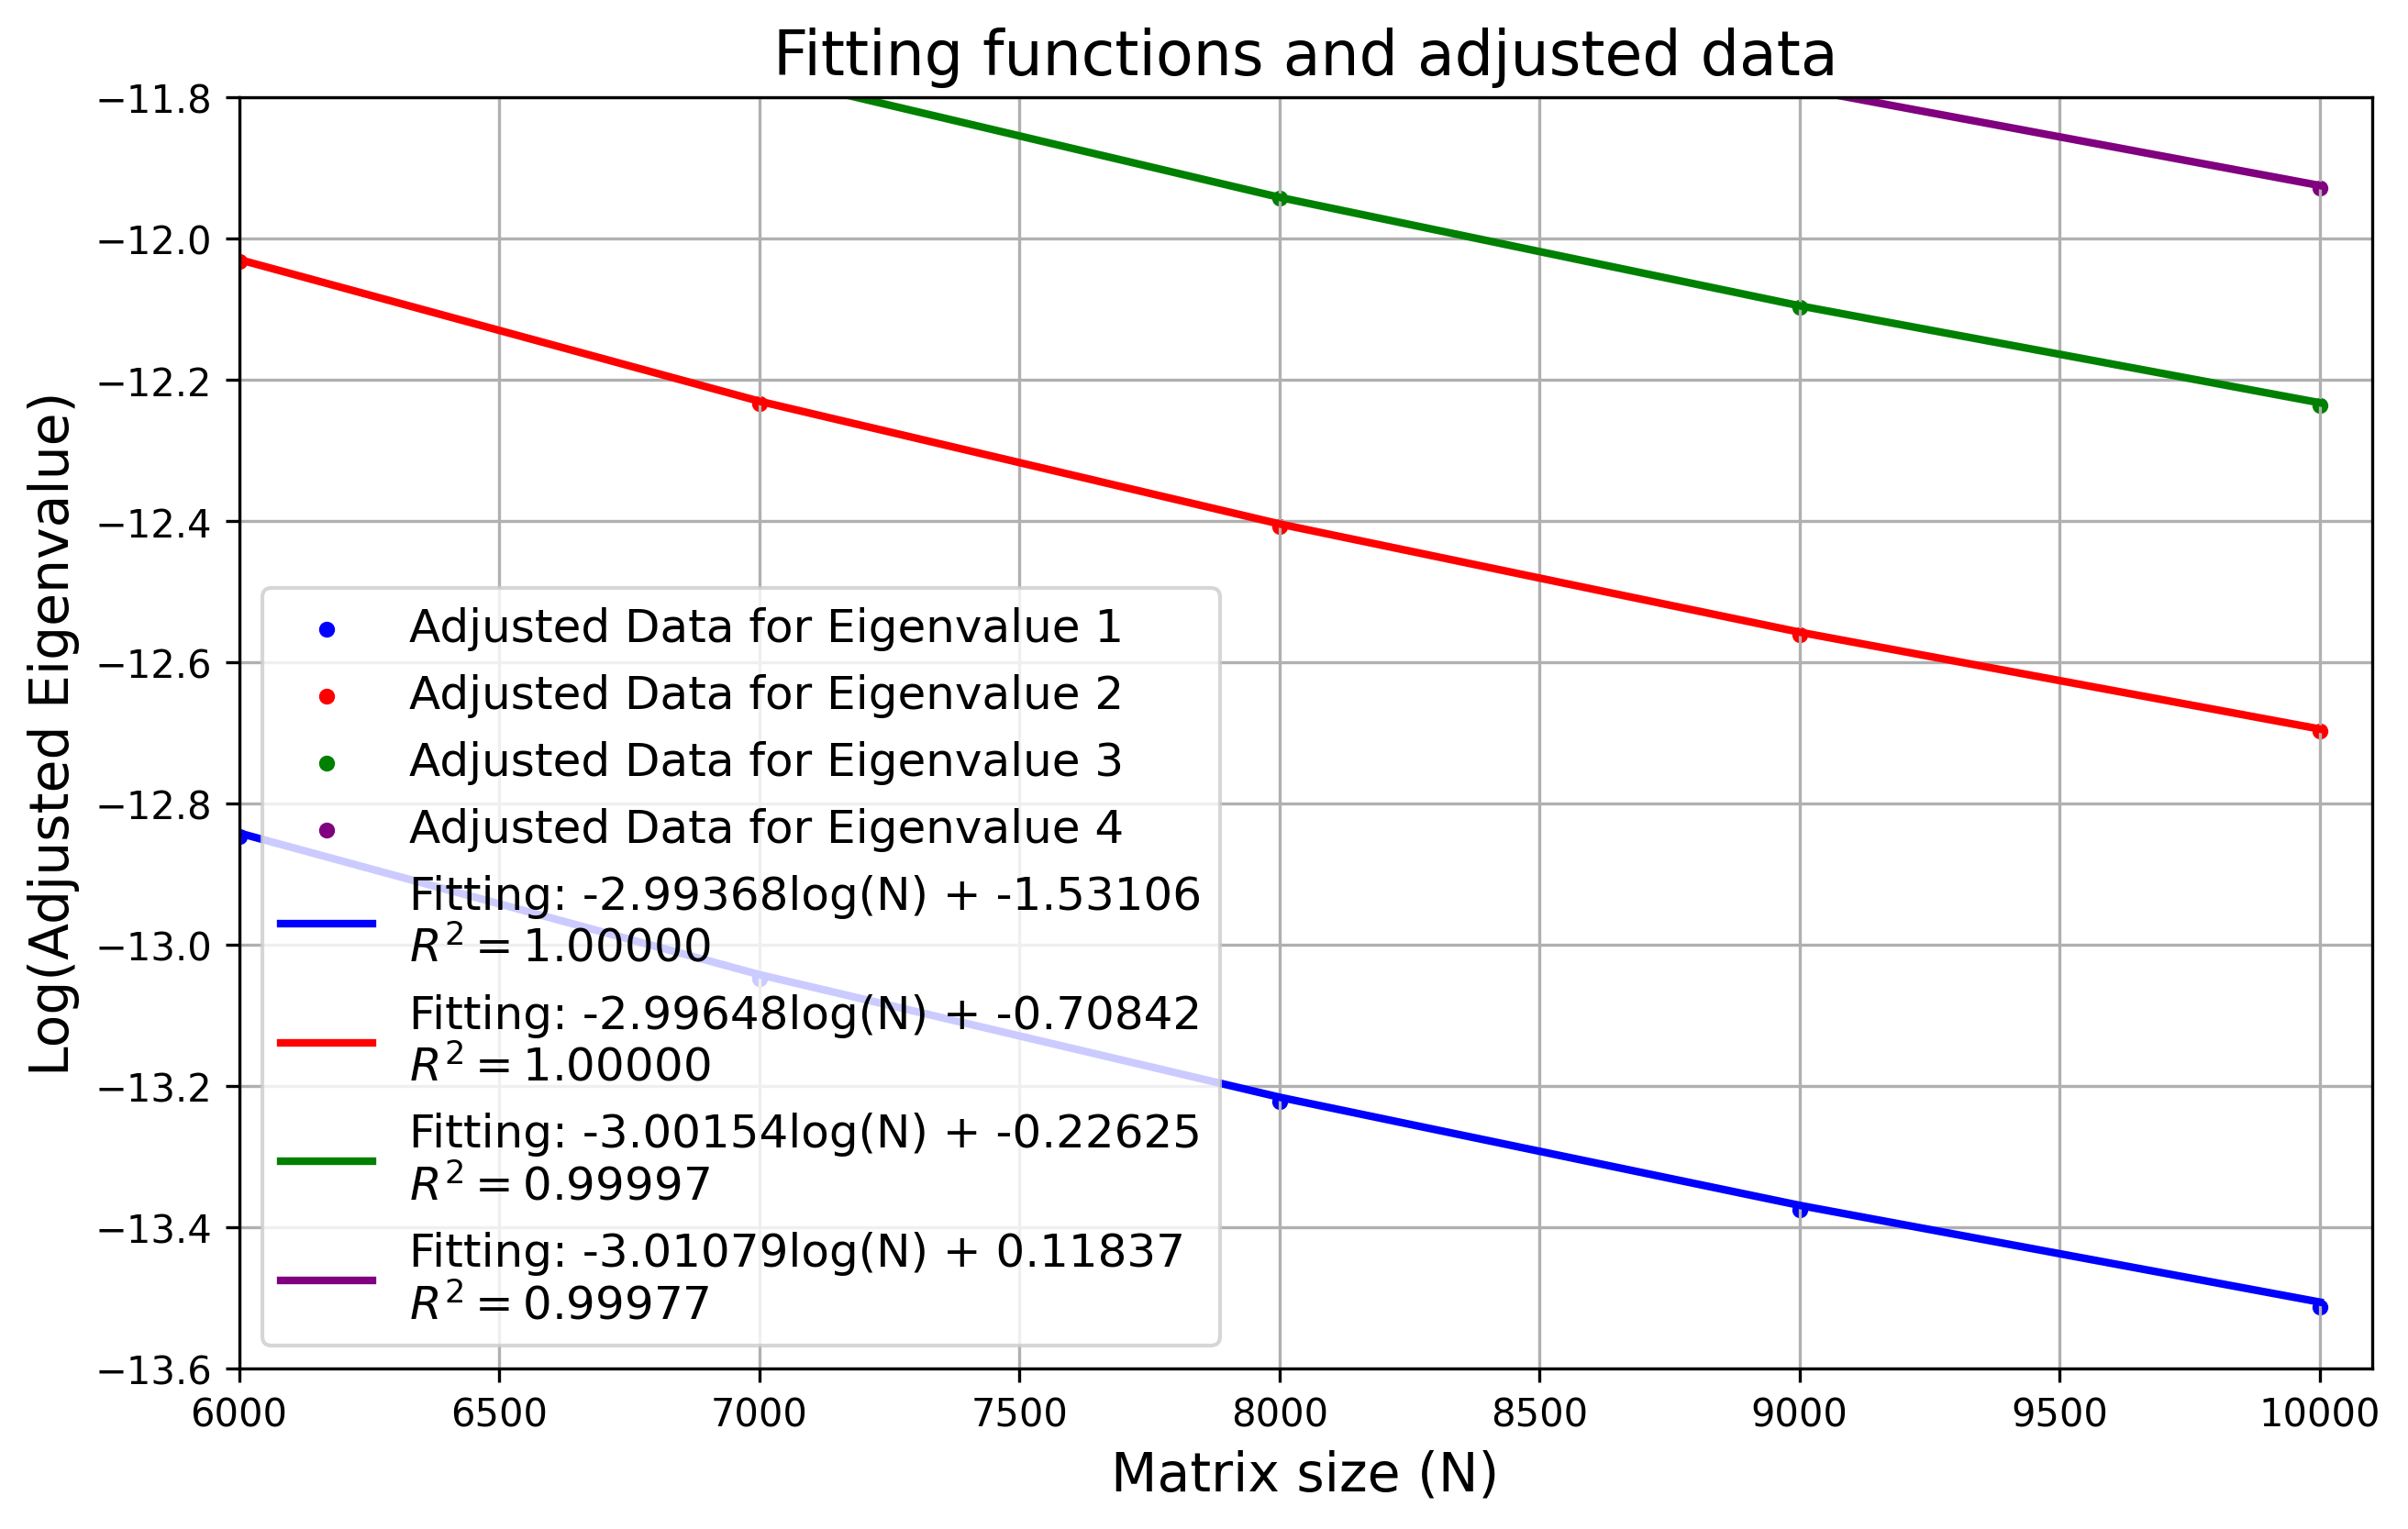 Fitting functions and adjusted data
−11.8
−12.0
−12.2
−12.4
−12.6
−12.8
−13.0
−13.2
−13.4
−13.6
Log(Adjusted Eigenvalue)
Adjusted Data for Eigenvalue 1
Adjusted Data for Eigenvalue 2
Adjusted Data for Eigenvalue 3
Adjusted Data for Eigenvalue 4
Fitting: -2.99368log(N) + -1.53106
R² = 1.00000
Fitting: -2.99648log(N) + -0.70842
R² = 1.00000
Fitting: -3.00154log(N) + -0.22625
R² = 0.99997
Fitting: -3.01079log(N) + 0.11837
R² = 0.99977
6000 6500 7000 7500 8000 8500 9000 9500 10000
Matrix size (N)